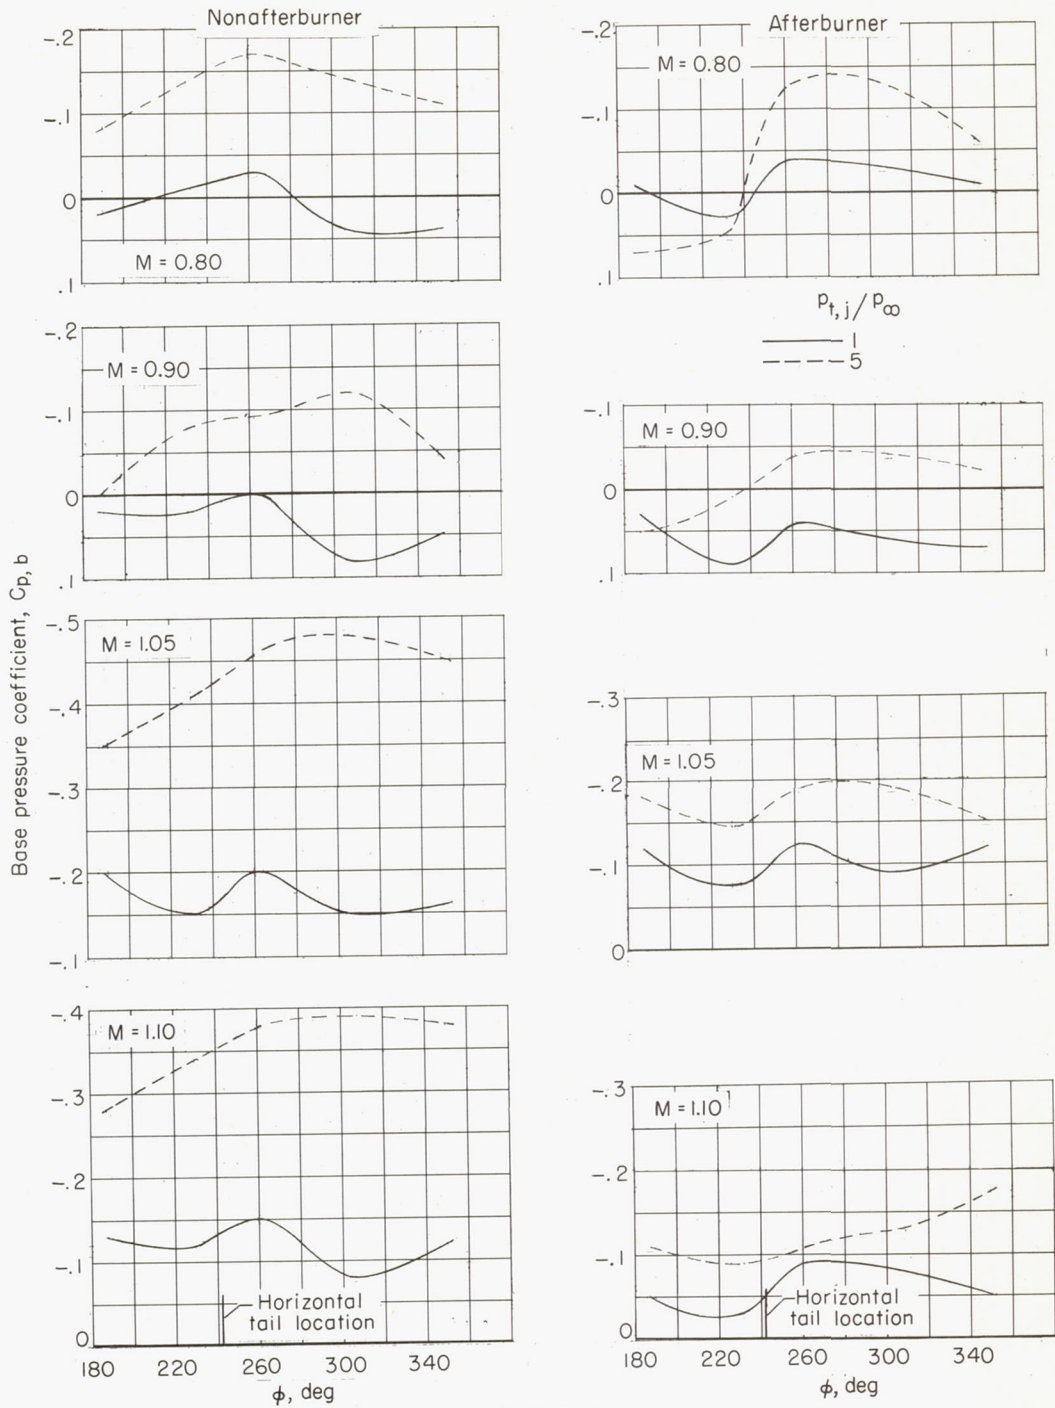 Nonafterburner
-.2
-.1
0
.1
M = 0.80
-.2
-.1
0
.1
M = 0.90
-.5
-.4
-.3
-.2
-.1
M = 1.05
-.4
-.3
-.2
-.1
0
M = 1.10
Horizontal
tail location
180 220 260 300 340
ϕ, deg
Base pressure coefficient, Cp, b
Afterburner
-.2
-.1
0
.1
M = 0.80
pt,j/p∞
1
5
-.1
0
.1
M = 0.90
-.3
-.2
-.1
0
M = 1.05
-.3
-.2
-.1
0
M = 1.10
Horizontal
tail location
180 220 260 300 340
ϕ, deg